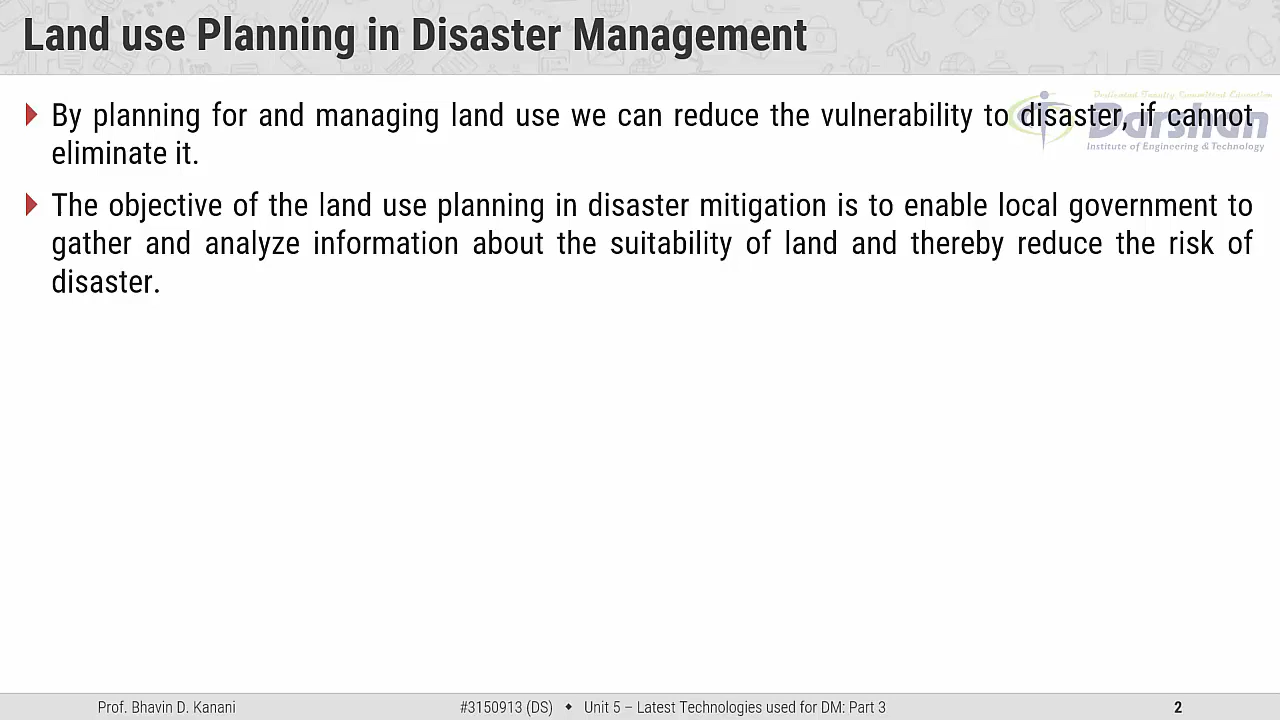 Land use Planning in Disaster Management
Dedicated Faculty Committed Education
Darshan
Institute of Engineering & Technology
By planning for and managing land use we can reduce the vulnerability to disaster, if cannot
eliminate it.
The objective of the land use planning in disaster mitigation is to enable local government to
gather and analyze information about the suitability of land and thereby reduce the risk of
disaster.
Prof. Bhavin D. Kanani
#3150913 (DS) ◆ Unit 5 – Latest Technologies used for DM: Part 3
2